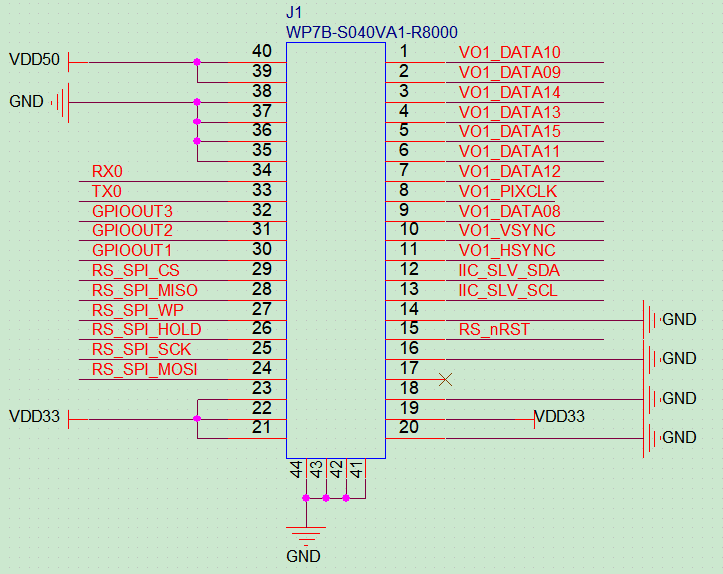 J1
WP7B-S040VA1-R8000
VDD50 40 1 VO1_DATA10
39 2 VO1_DATA09
GND 38 3 VO1_DATA14
37 4 VO1_DATA13
36 5 VO1_DATA15
35 6 VO1_DATA11
RX0 34 7 VO1_DATA12
TX0 33 8 VO1_PIXCLK
GPIOOUT3 32 9 VO1_DATA08
GPIOOUT2 31 10 VO1_VSYNC
GPIOOUT1 30 11 VO1_HSYNC
RS_SPI_CS 29 12 IIC_SLV_SDA
RS_SPI_MISO 28 13 IIC_SLV_SCL
RS_SPI_WP 27 14 GND
RS_SPI_HOLD 26 15 RS_nRST
RS_SPI_SCK 25 16 GND
RS_SPI_MOSI 24 17
23 18 GND
VDD33 22 19 VDD33
21 20 GND
44 43 42 41
GND